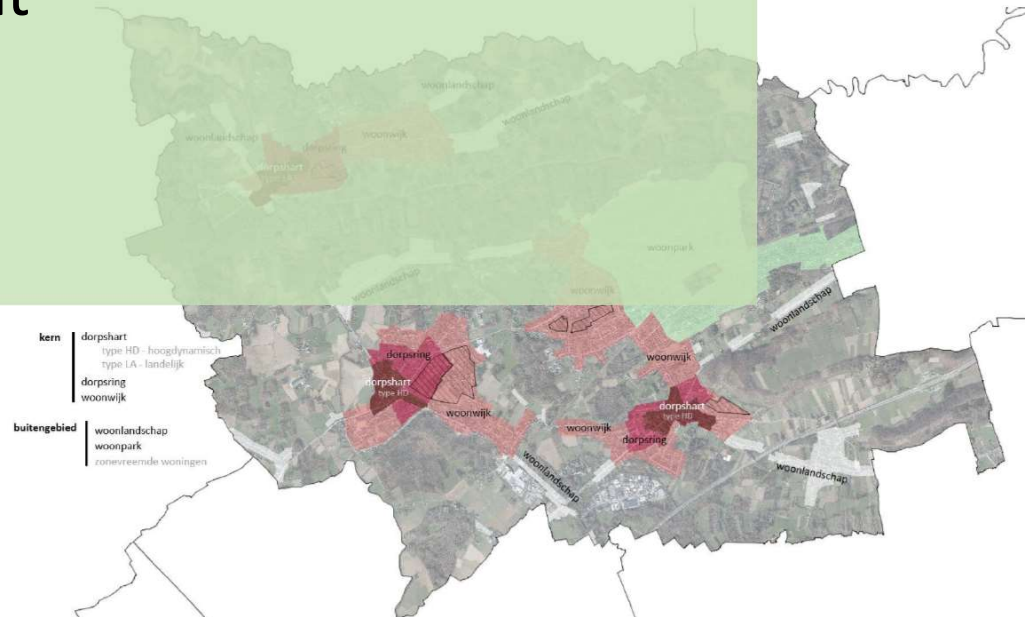 woonlandschap
woonlandschap
woonwijk
woonlandschap
dorpsring
dorpshart
woonpark
woonlandschap
woonwijk
woonlandschap
kern
dorpshart
type HD - hoogdynamisch
type LA - landelijk
dorpsring
woonwijk
buitengebied
woonlandschap
woonpark
zonevreemde woningen
dorpsring
dorpshart
type HD
woonwijk
woonlandschap
woonwijk
dorpshart
type HD
woonwijk
dorpsring
woonlandschap